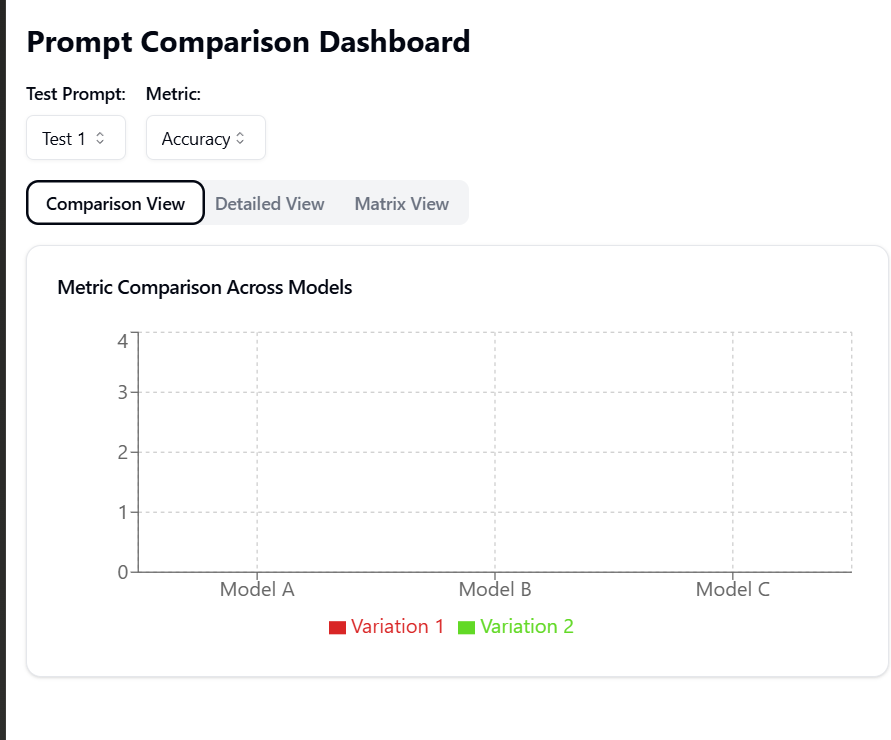 Prompt Comparison Dashboard
Test Prompt: Metric:
Test 1 Accuracy
Comparison View Detailed View Matrix View
Metric Comparison Across Models
4
3
2
1
0
Model A Model B Model C
Variation 1 Variation 2